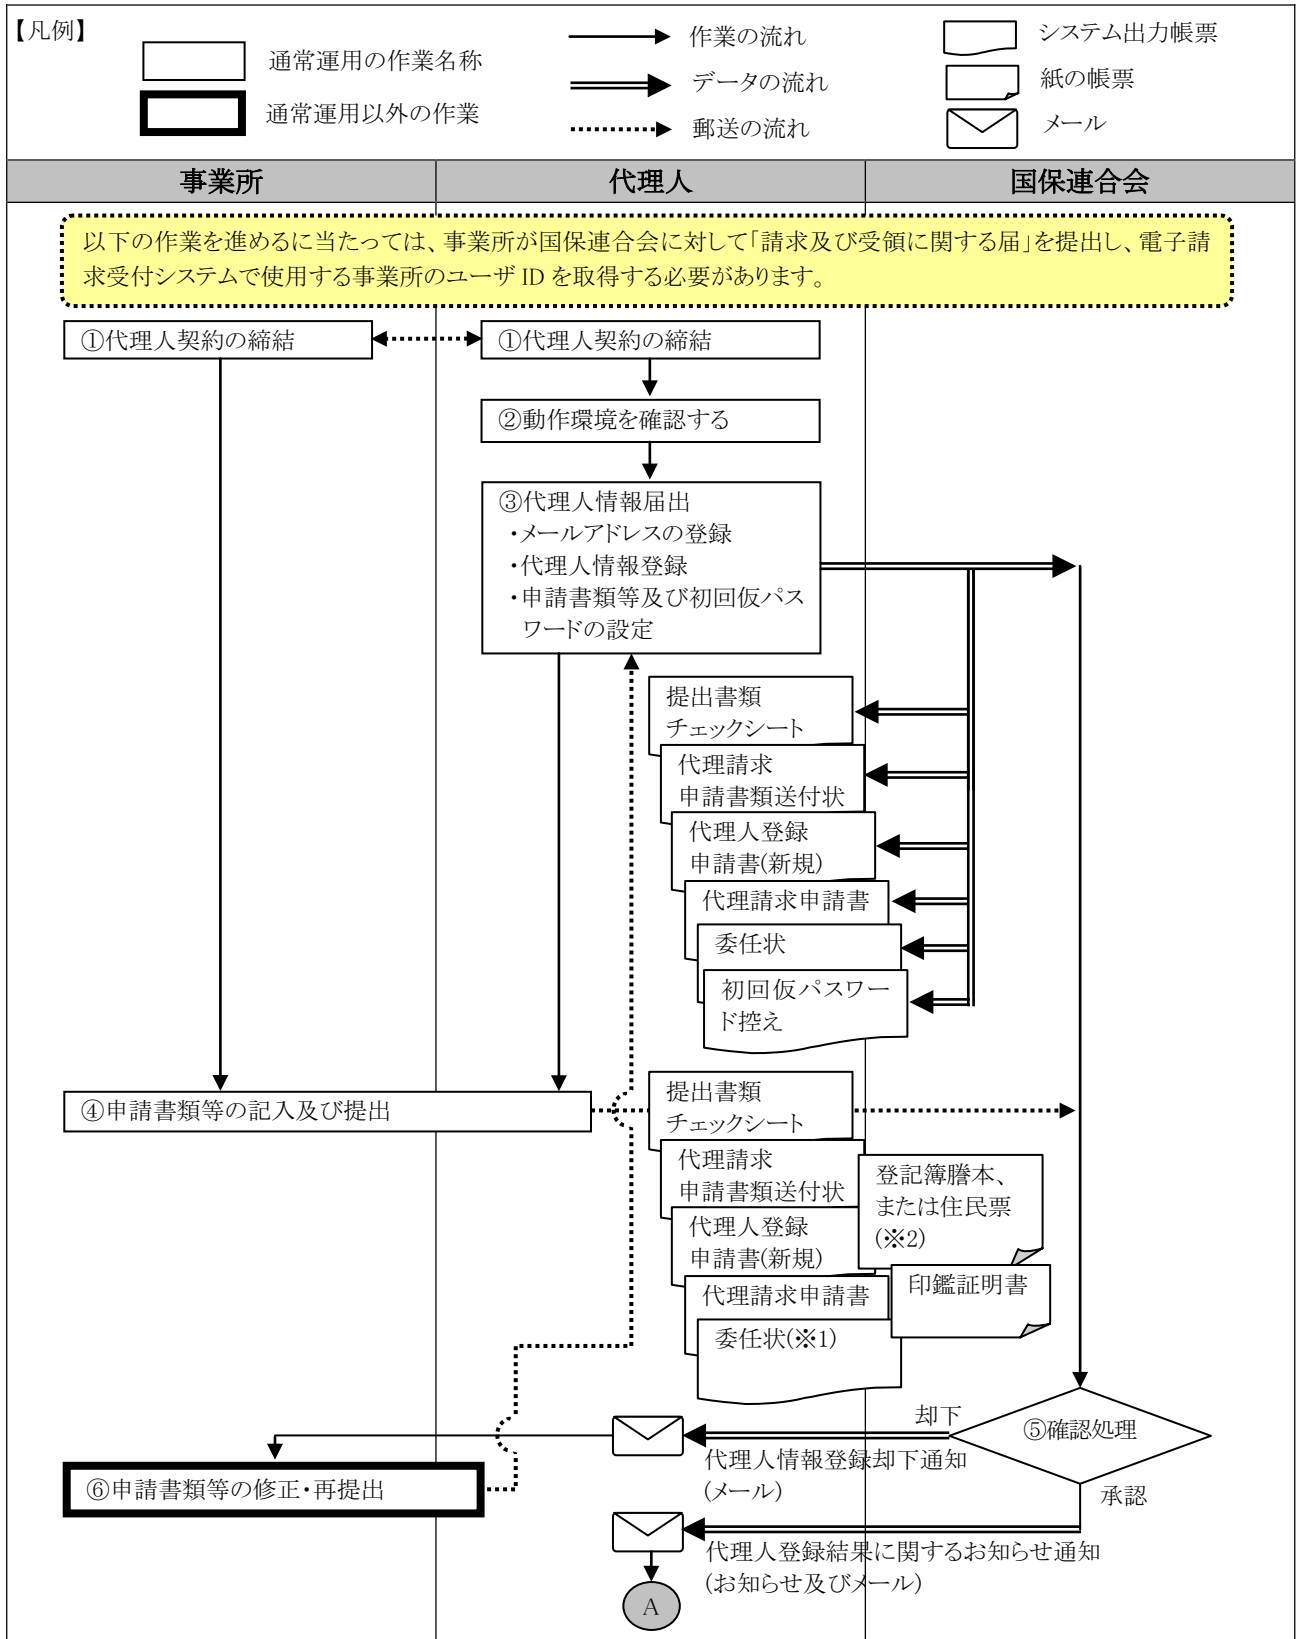 【凡例】
通常運用の作業名称
通常運用以外の作業
作業の流れ
データの流れ
郵送の流れ
システム出力帳票
紙の帳票
メール
事業所
代理人
国保連合会
以下の作業を進めるに当たっては、事業所が国保連合会に対して「請求及び受領に関する届」を提出し、電子請
求受付システムで使用する事業所のユーザ ID を取得する必要があります。
①代理人契約の締結
①代理人契約の締結
②動作環境を確認する
③代理人情報届出
・メールアドレスの登録
・代理人情報登録
・申請書類等及び初回仮パス
ワードの設定
提出書類
チェックシート
代理請求
申請書類送付状
代理人登録
申請書(新規)
代理請求申請書
委任状
初回仮パスワー
ド控え
④申請書類等の記入及び提出
提出書類
チェックシート
代理請求
申請書類送付状
代理人登録
申請書(新規)
代理請求申請書
委任状(※1)
登記簿謄本、
または住民票
(※2)
印鑑証明書
却下
⑤確認処理
代理人情報登録却下通知
(メール)
⑥申請書類等の修正・再提出
承認
代理人登録結果に関するお知らせ通知
(お知らせ及びメール)
A